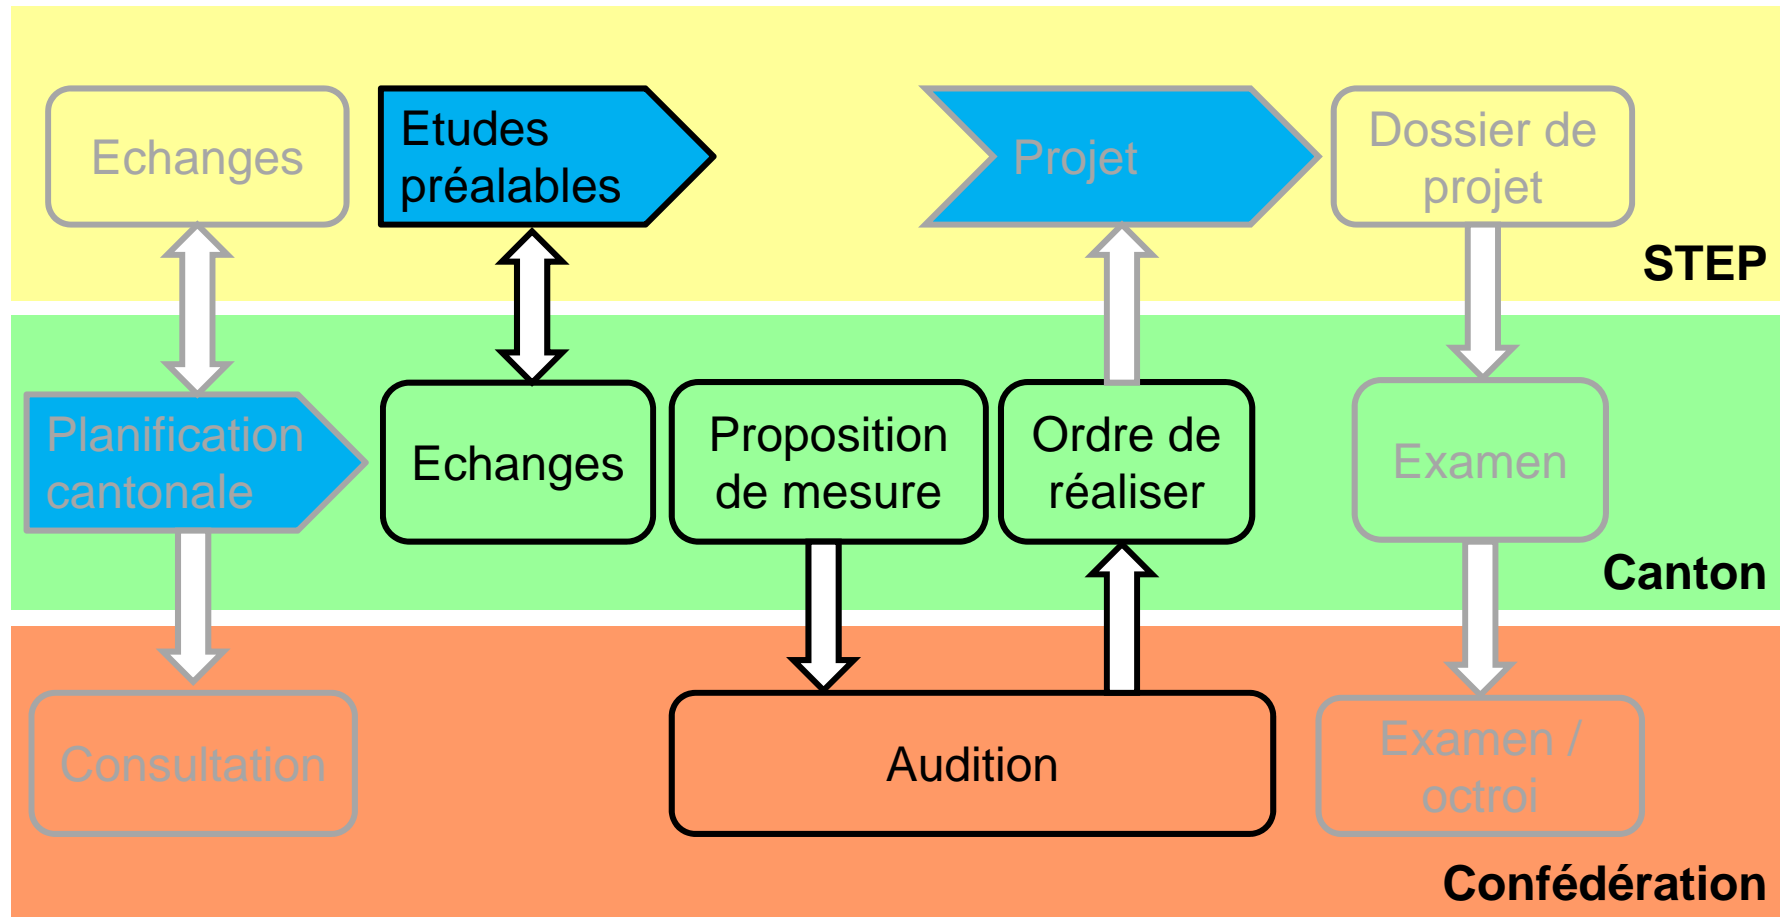 Echanges
Etudes
préalables
Projet
Dossier de
projet
STEP
Planification
cantonale
Echanges
Proposition
de mesure
Ordre de
réaliser
Examen
Canton
Consultation
Audition
Examen /
octroi
Confédération